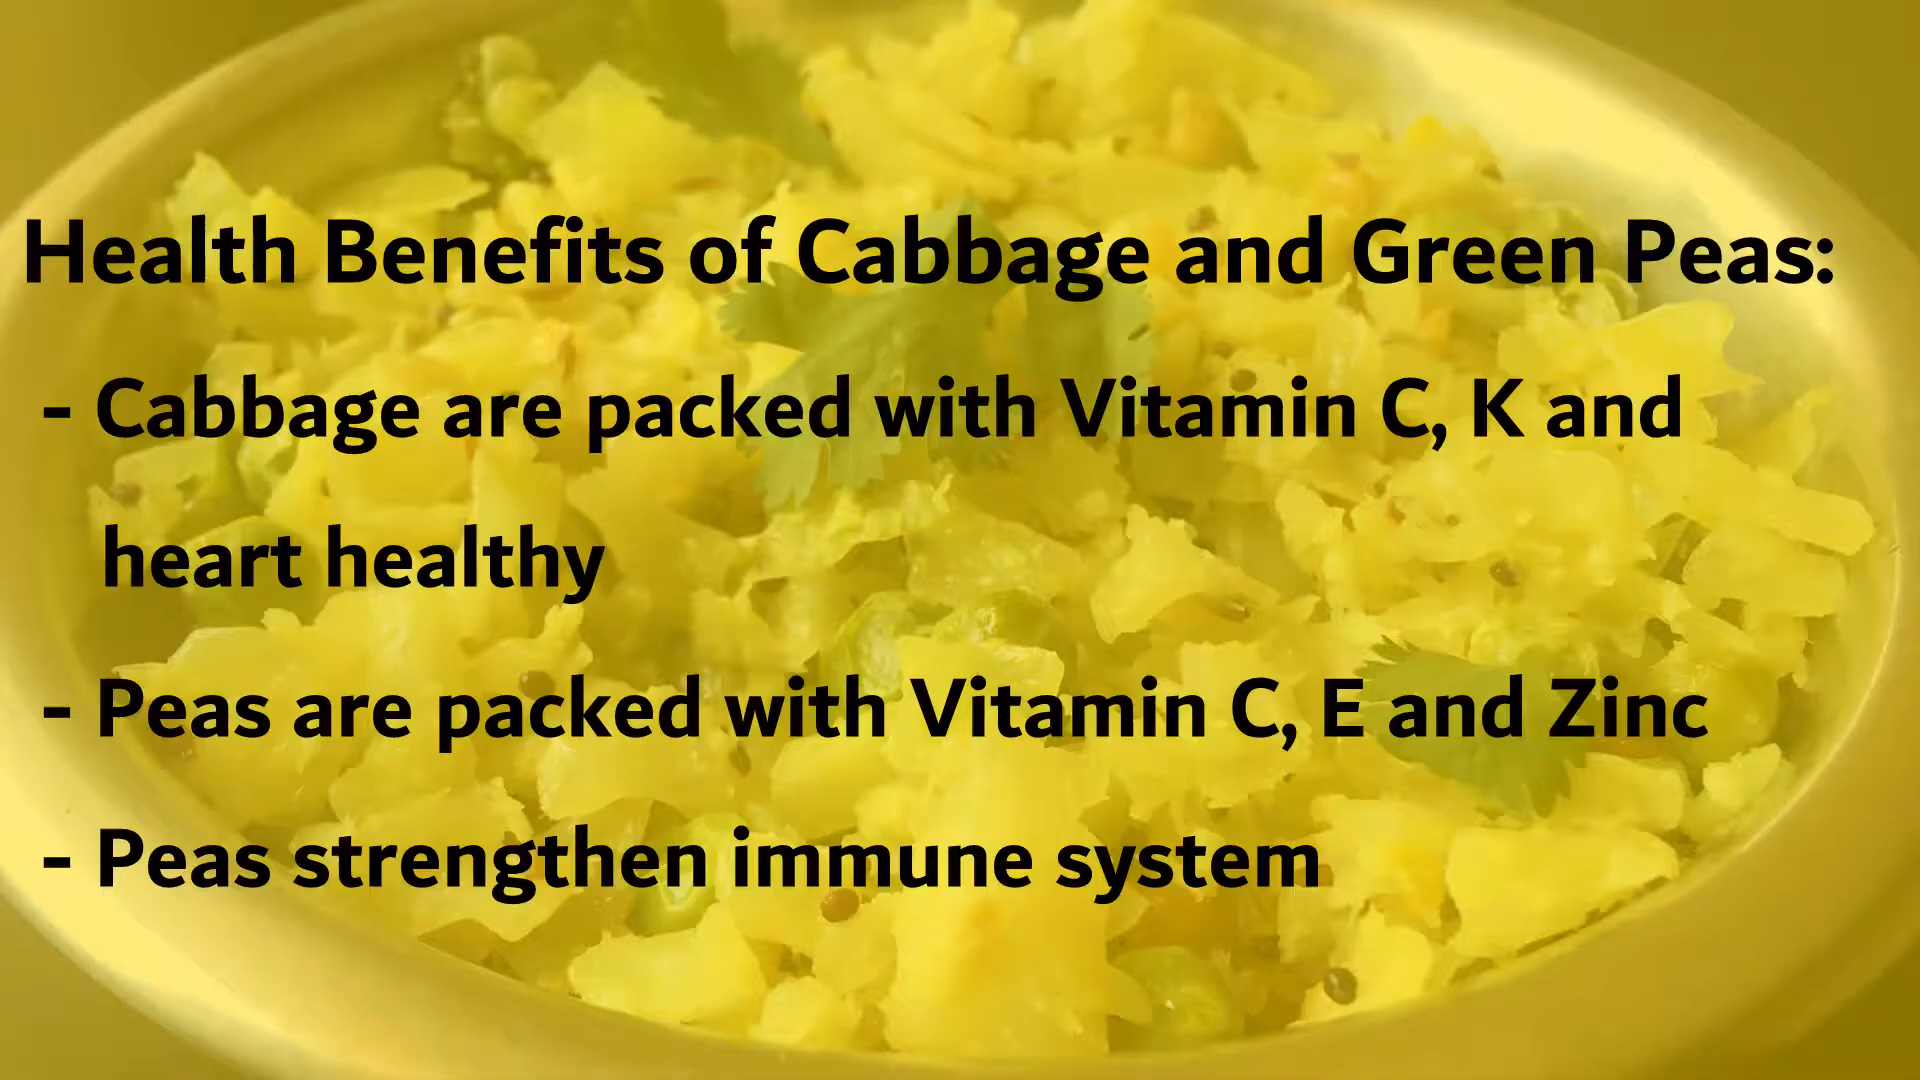 Health Benefits of Cabbage and Green Peas:
- Cabbage are packed with Vitamin C, K and
heart healthy
- Peas are packed with Vitamin C, E and Zinc
- Peas strengthen immune system